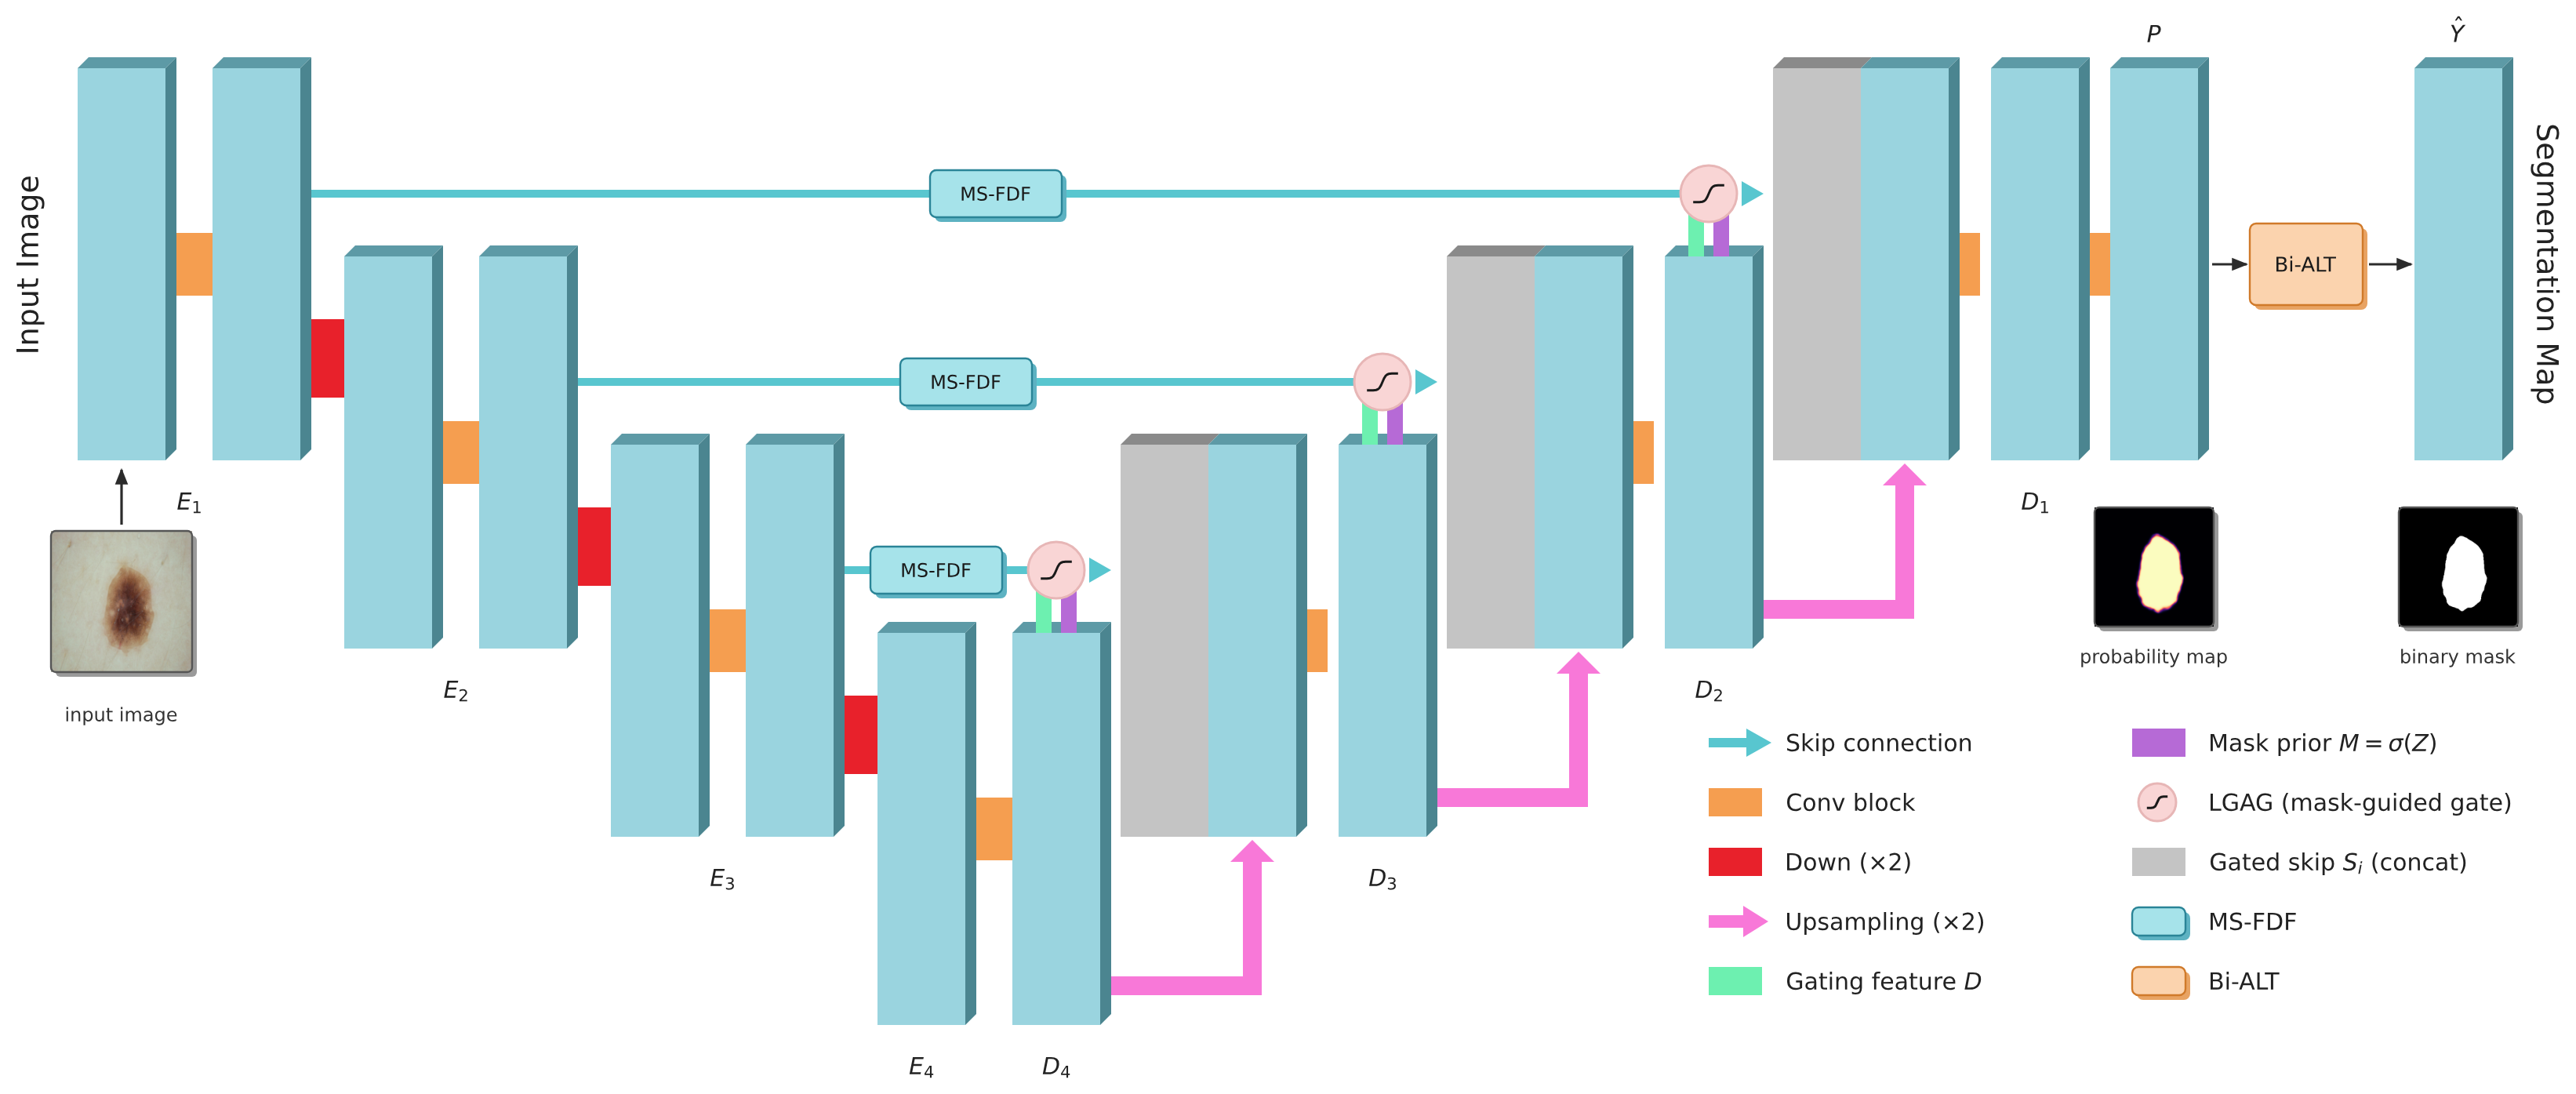 P
Ŷ
Input Image
Segmentation Map
MS-FDF
Bi-ALT
MS-FDF
E1
D1
MS-FDF
input image
probability map
binary mask
E2
D2
E3
D3
E4
D4
Skip connection
Conv block
Down (×2)
Upsampling (×2)
Gating feature D
Mask prior M = σ(Z)
LGAG (mask-guided gate)
Gated skip Si (concat)
MS-FDF
Bi-ALT